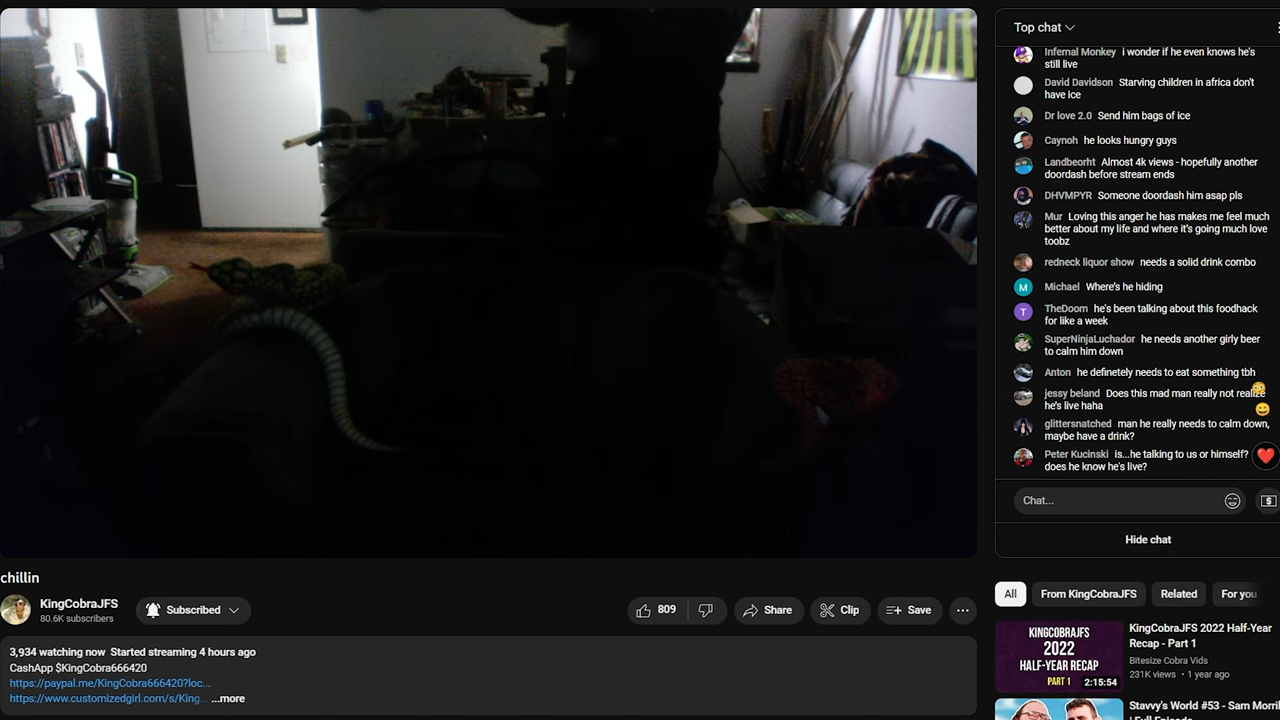 Top chat
Infernal Monkey i wonder if he even knows he's
still live
David Davidson Starving children in africa don't
have ice
Dr love 2.0 Send him bags of ice
Caynoh he looks hungry guys
Landbeorht Almost 4k views - hopefully another
doordash before stream ends
DHVMPYR Someone doordash him asap pls
Mur Loving this anger he has makes me feel much
better about my life and where it's going much love
toobz
redneck liquor show needs a solid drink combo
M Michael Where's he hiding
T TheDoom he's been talking about this foodhack
for like a week
SuperNinjaLuchador he needs another girly beer
to calm him down
Anton he definetely needs to eat something tbh
jessy beland Does this mad man really not realize
he's live haha
glittersnatched man he really needs to calm down,
maybe have a drink?
Peter Kucinski is...he talking to us or himself?
does he know he's live?
Chat...
Hide chat
chillin
KingCobraJFS
80.6K subscribers
Subscribed
809
Share
Clip
Save
3,934 watching now Started streaming 4 hours ago
CashApp $KingCobra666420
https://paypal.me/KingCobra666420?loc...
https://www.customizedgirl.com/s/King... ...more
All
From KingCobraJFS
Related
For you
KINGCOBRAJFS
2022
HALF-YEAR RECAP
PART 1
2:15:54
KingCobraJFS 2022 Half-Year
Recap - Part 1
Bitesize Cobra Vids
231K views • 1 year ago
Stavvy's World #53 - Sam Morri